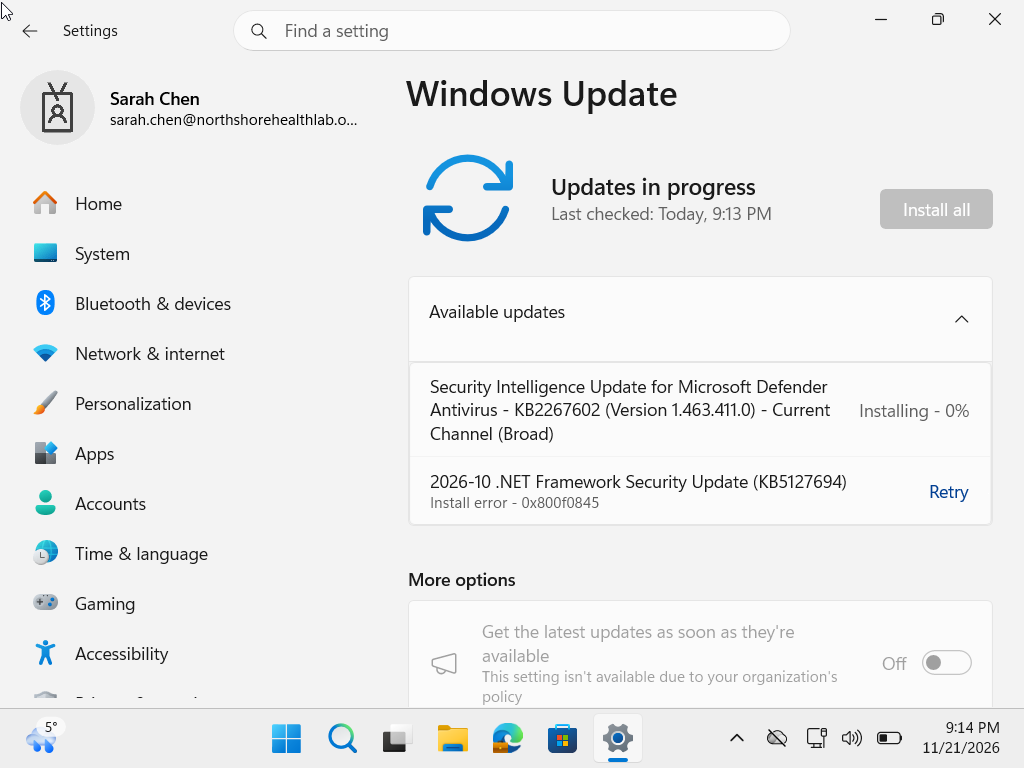 Settings
Find a setting
Sarah Chen
sarah.chen@northshorehealthlab.o...
Home
System
Bluetooth & devices
Network & internet
Personalization
Apps
Accounts
Time & language
Gaming
Accessibility
Windows Update
Updates in progress
Last checked: Today, 9:13 PM
Install all
Available updates
Security Intelligence Update for Microsoft Defender
Antivirus - KB2267602 (Version 1.463.411.0) - Current
Channel (Broad)
Installing - 0%
2026-10 .NET Framework Security Update (KB5127694)
Install error - 0x800f0845
Retry
More options
Get the latest updates as soon as they're
available
This setting isn't available due to your organization's
policy
Off
5°
9:14 PM
11/21/2026